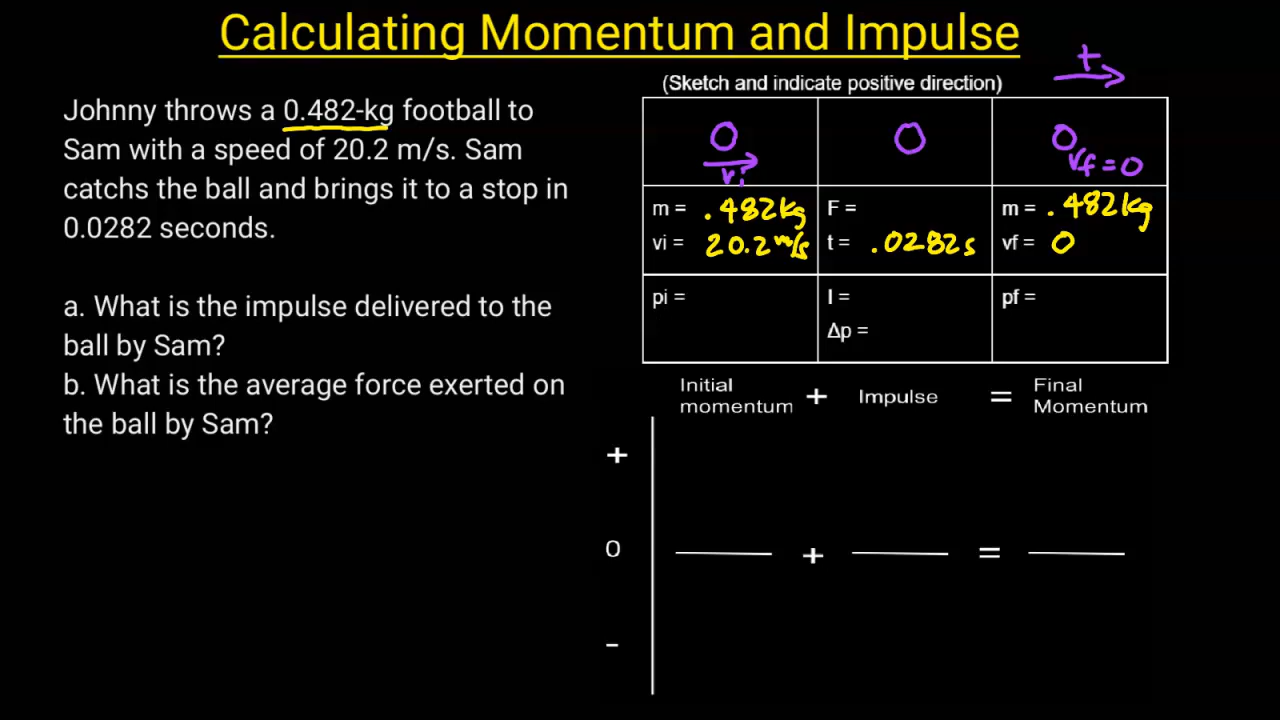 Calculating Momentum and Impulse
Johnny throws a 0.482-kg football to
Sam with a speed of 20.2 m/s. Sam
catchs the ball and brings it to a stop in
0.0282 seconds.
a. What is the impulse delivered to the
ball by Sam?
b. What is the average force exerted on
the ball by Sam?
+
(Sketch and indicate positive direction)
vi
vf = 0
m = .482kg
F =
m = .482kg
vi = 20.2 m/s
t = .0282s
vf = 0
pi =
I =
pf =
Δp =
Initial
momentum
+
Impulse
=
Final
Momentum
+
0
+
=
-